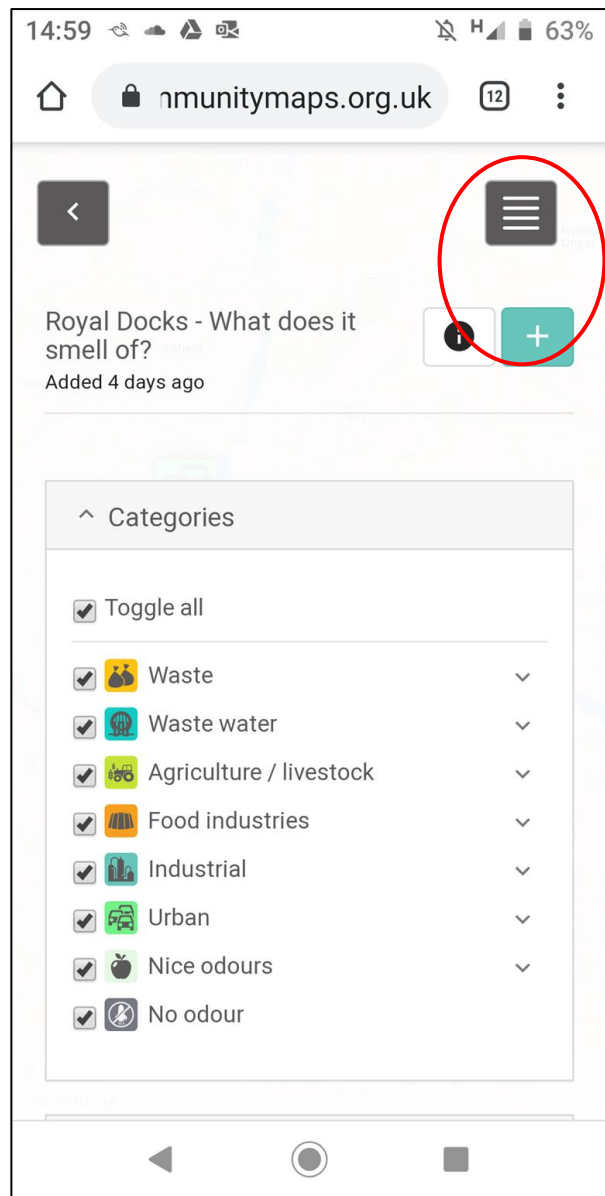 14:59
H
63%
nmunitymaps.org.uk
12
Royal Docks - What does it
smell of?
Added 4 days ago
Categories
Toggle all
Waste
Waste water
Agriculture / livestock
Food industries
Industrial
Urban
Nice odours
No odour